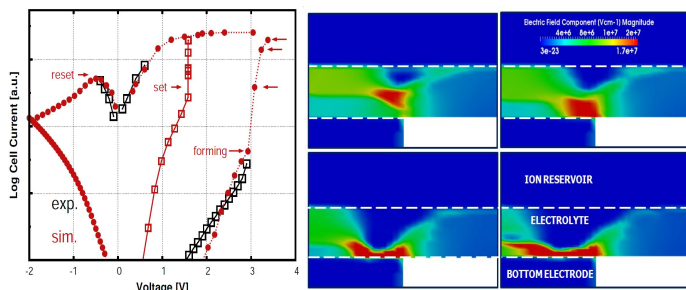 Log Cell Current [a.u.]
reset
set
forming
exp.
sim.
-2 -1 0 1 2 3 4
Voltage [V]
Electric Field Component (Vcm-1) Magnitude
4e+6 8e+6 1e+7 2e+7
3e-23 1.7e+7
ION RESERVOIR
ELECTROLYTE
BOTTOM ELECTRODE